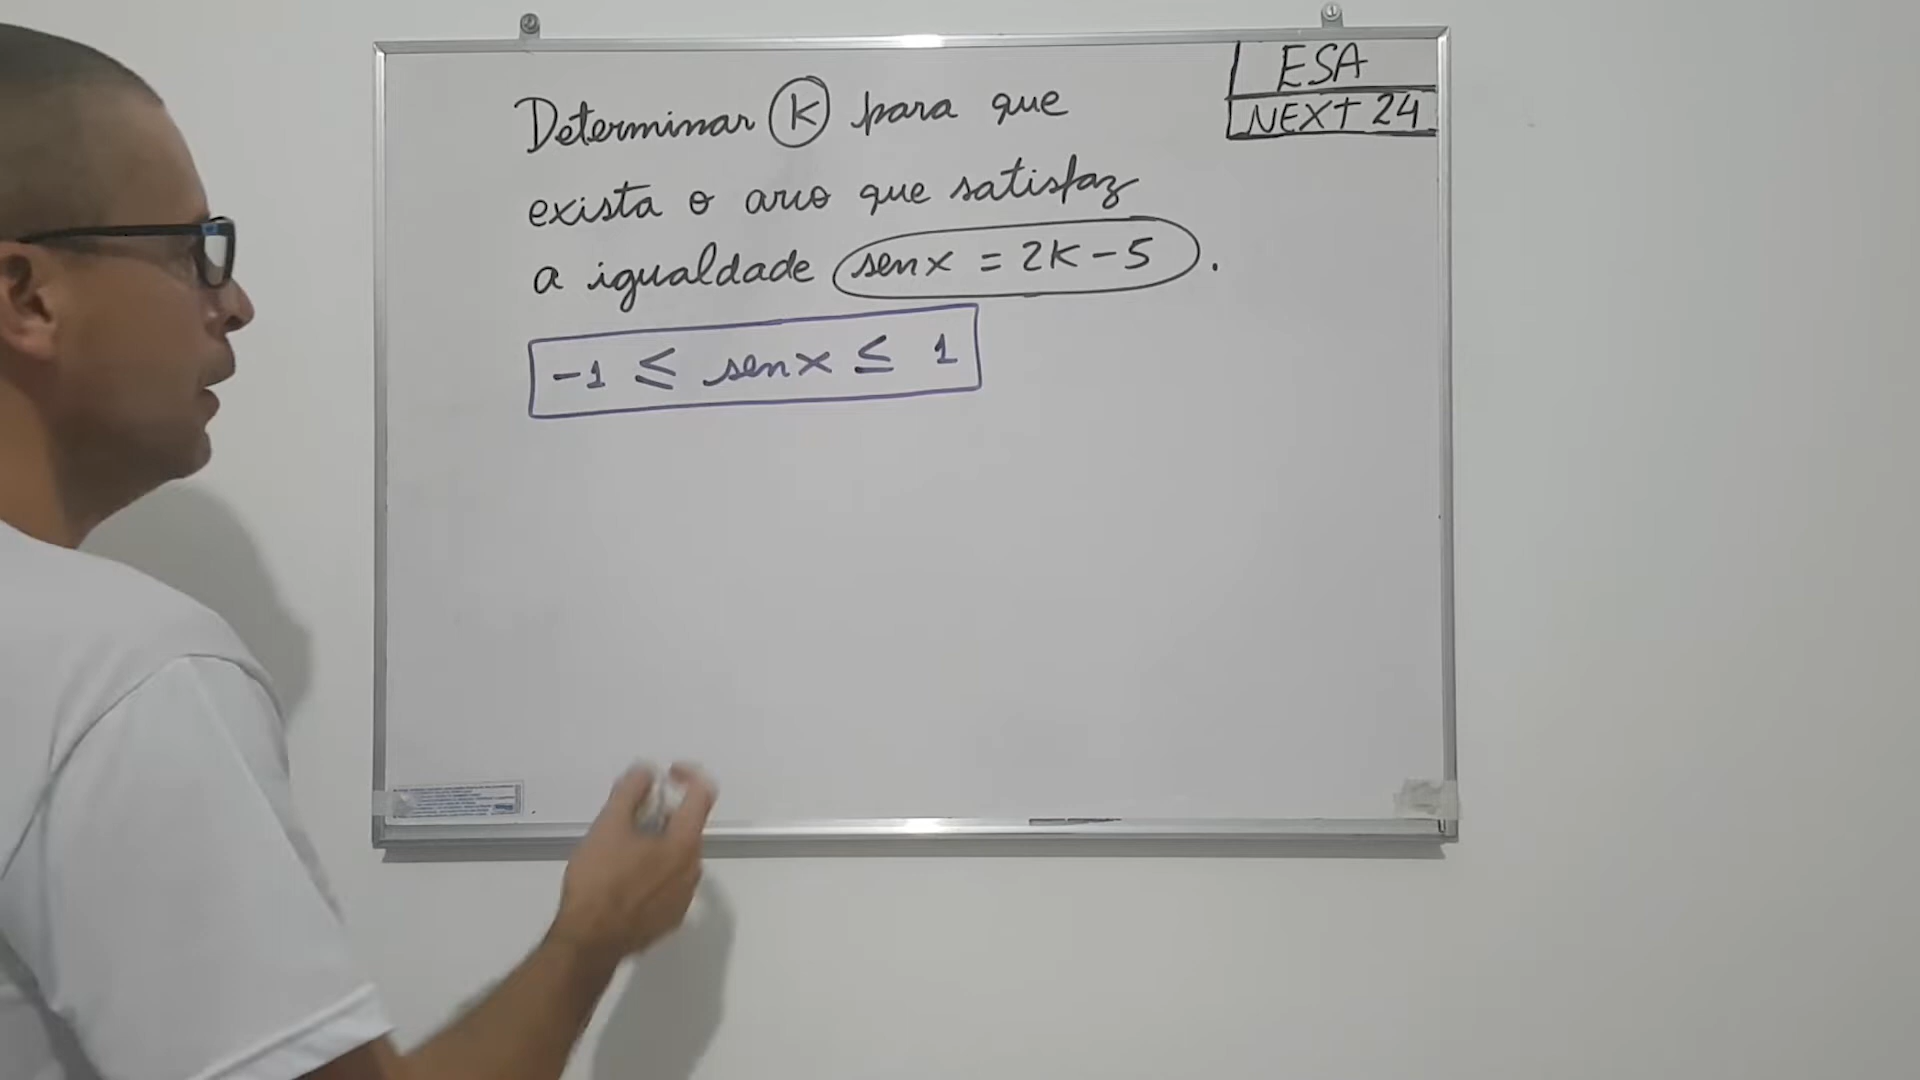 ESA
NEXT 24
Determinar K para que
exista o arco que satisfaz
a igualdade sen x = 2K - 5 .
-1 ≤ sen x ≤ 1